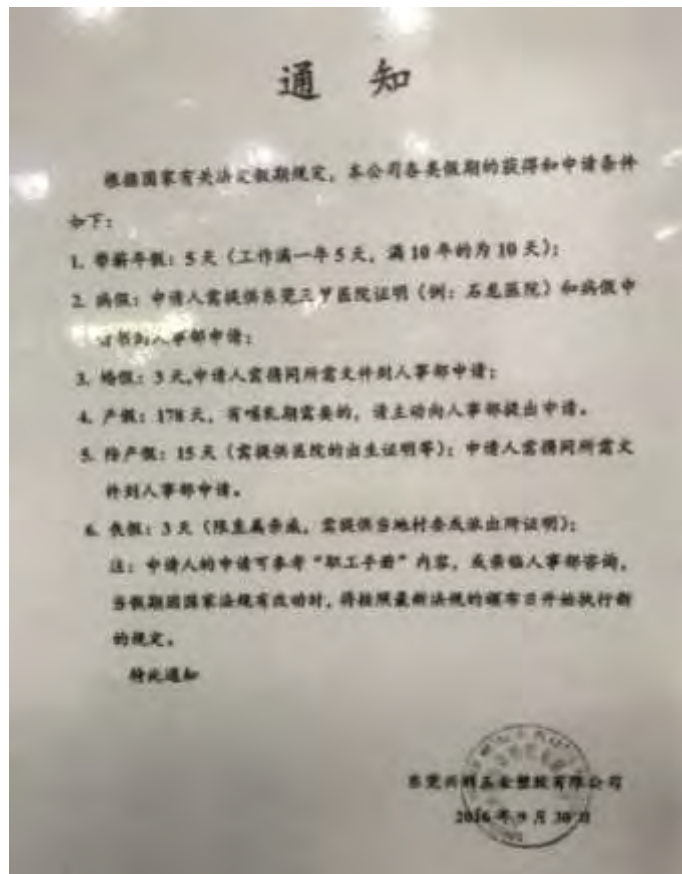 通 知
根据国家有关法定假期规定，本公司各类假期的获得和申请条件
如下：
1. 带薪年假：5天（工作满一年5天，满10年的为10天）；
2. 病假：申请人需提供东莞三甲医院证明（例：石龙医院）和病假申
书到人事部申请；
3. 婚假：3天,申请人需携同所需文件到人事部申请；
4. 产假：178天，有哺乳期需要的，请主动向人事部提出申请。
5. 陪产假：15天（需提供医院的出生证明等）；申请人需携同所需文
件到人事部申请。
6. 丧假：3天（限直属亲戚，需提供当地村委或派出所证明）；
注：申请人的申请可参考“职工手册”内容，或亲临人事部咨询，
当假期因国家法规有改动时，将按照最新法规的颁布日开始执行新
的规定。
特此通知
东莞兴 五金塑胶有限公司
2016年9月30日